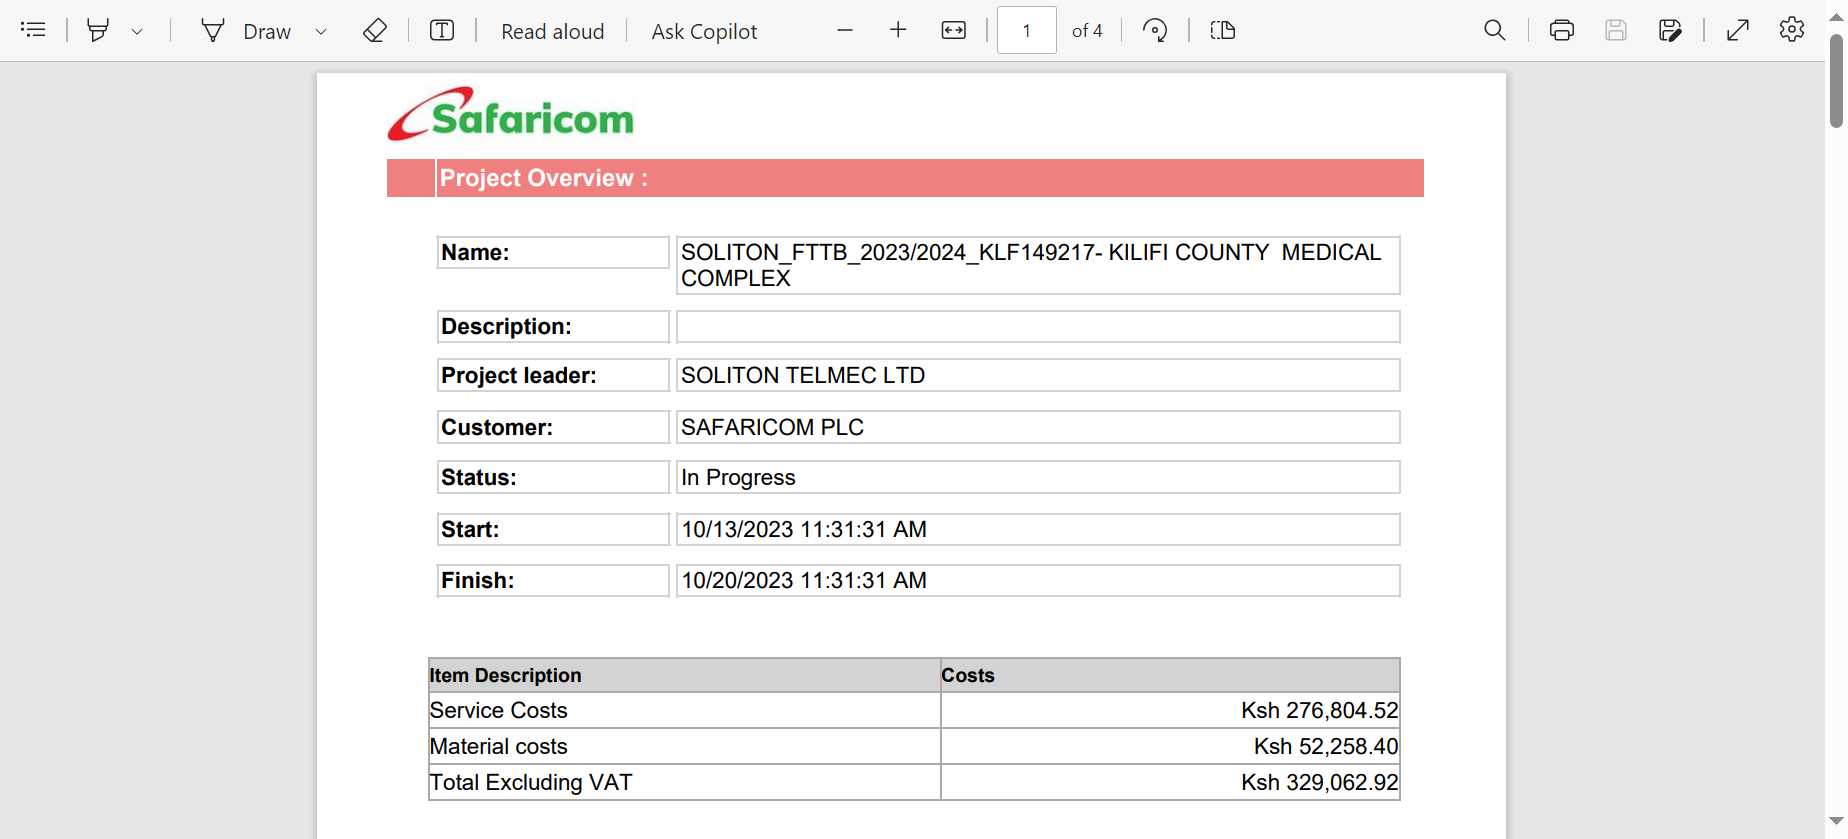 Draw
T
Read aloud
Ask Copilot
1
of 4
Safaricom
Project Overview :
Name:
SOLITON_FTTB_2023/2024_KLF149217- KILIFI COUNTY MEDICAL
COMPLEX
Description:
Project leader:
SOLITON TELMEC LTD
Customer:
SAFARICOM PLC
Status:
In Progress
Start:
10/13/2023 11:31:31 AM
Finish:
10/20/2023 11:31:31 AM
Item Description Costs
Service Costs Ksh 276,804.52
Material costs Ksh 52,258.40
Total Excluding VAT Ksh 329,062.92